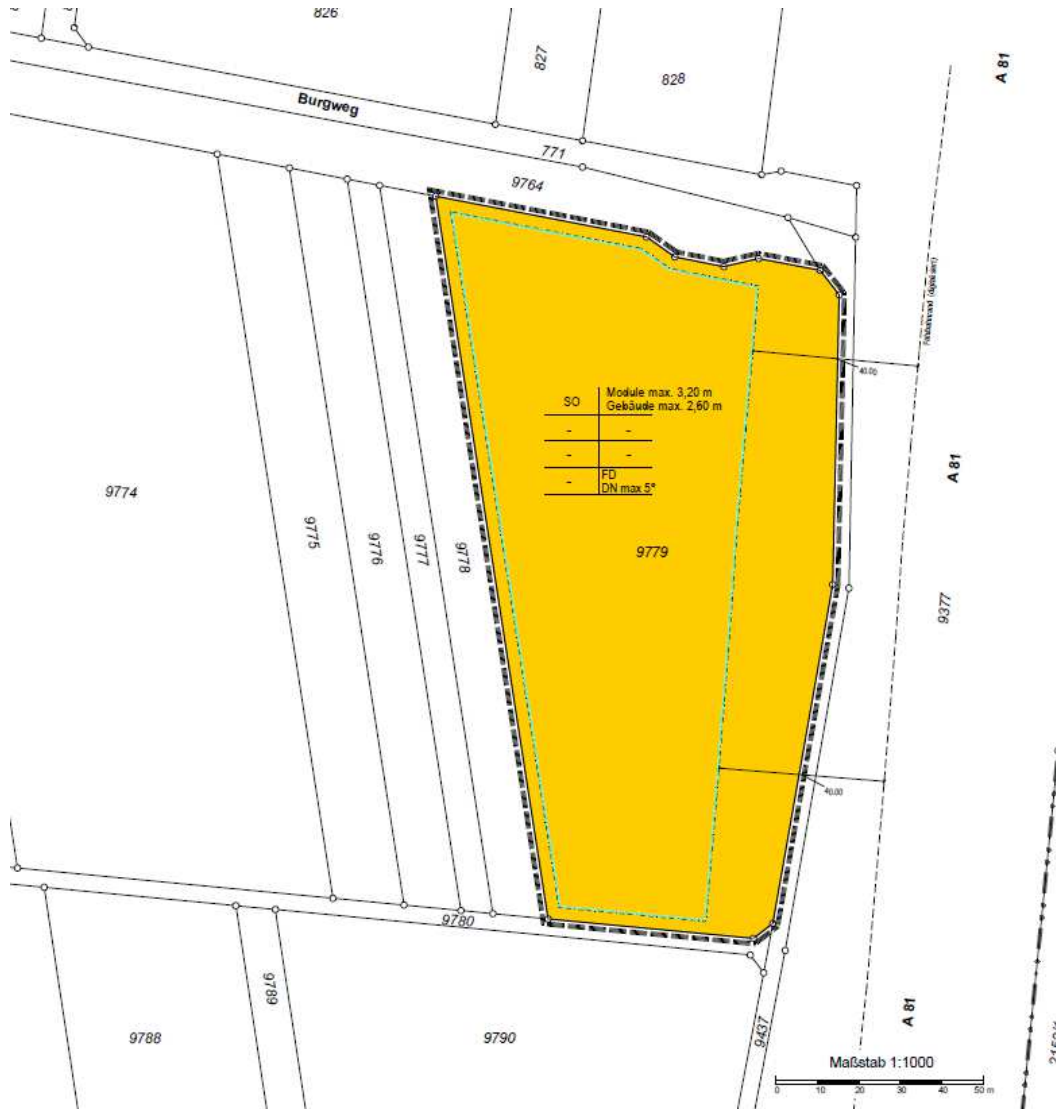 826
827
828
A 81
Burgweg
771
9764
Fahrbahnrand (digitalisiert)
40.00
SO
Module max. 3,20 m
Gebäude max. 2,60 m
- -
- -
- FD
DN max 5°
A 81
9774
9775
9776
9777
9778
9779
9377
40.00
9780
9789
9788
9790
9437
A 81
Maßstab 1:1000
0 10 20 30 40 50 m